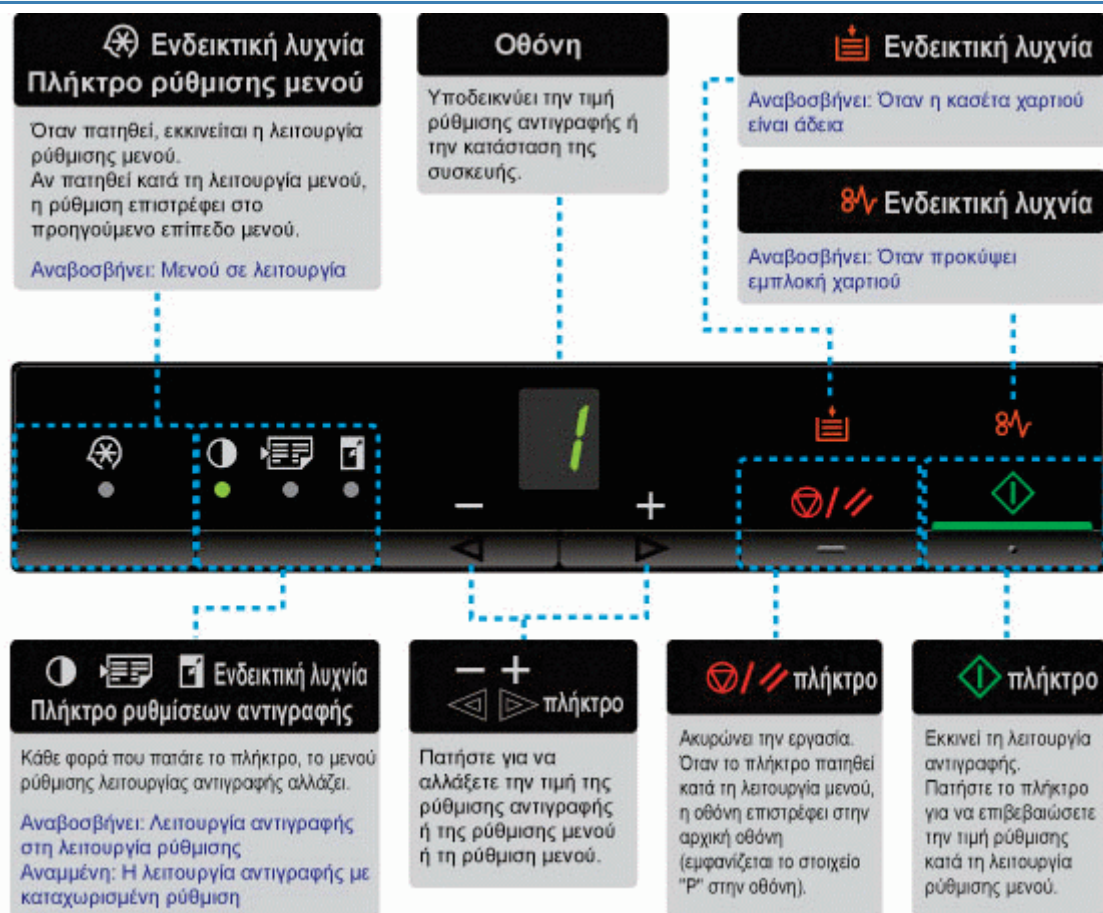 Ενδεικτική λυχνία
Πλήκτρο ρύθμισης μενού
Όταν πατηθεί, εκκινείται η λειτουργία
ρύθμισης μενού.
Αν πατηθεί κατά τη λειτουργία μενού,
η ρύθμιση επιστρέφει στο
προηγούμενο επίπεδο μενού.
Αναβοσβήνει: Μενού σε λειτουργία
Οθόνη
Υποδεικνύει την τιμή
ρύθμισης αντιγραφής ή
την κατάσταση της
συσκευής.
Ενδεικτική λυχνία
Αναβοσβήνει: Όταν η κασέτα χαρτιού
είναι άδεια
Ενδεικτική λυχνία
Αναβοσβήνει: Όταν προκύψει
εμπλοκή χαρτιού
1
− +
Ενδεικτική λυχνία
Πλήκτρο ρυθμίσεων αντιγραφής
Κάθε φορά που πατάτε το πλήκτρο, το μενού
ρύθμισης λειτουργίας αντιγραφής αλλάζει.
Αναβοσβήνει: Λειτουργία αντιγραφής
στη λειτουργία ρύθμισης
Αναμμένη: Η λειτουργία αντιγραφής με
καταχωρισμένη ρύθμιση
− +
πλήκτρο
Πατήστε για να
αλλάξετε την τιμή της
ρύθμισης αντιγραφής
ή της ρύθμισης μενού
ή τη ρύθμιση μενού.
πλήκτρο
Ακυρώνει την εργασία.
Όταν το πλήκτρο πατηθεί
κατά τη λειτουργία μενού,
η οθόνη επιστρέφει στην
αρχική οθόνη
(εμφανίζεται το στοιχείο
"P" στην οθόνη).
πλήκτρο
Εκκινεί τη λειτουργία
αντιγραφής.
Πατήστε το πλήκτρο
για να επιβεβαιώσετε
την τιμή ρύθμισης
κατά τη λειτουργία
ρύθμισης μενού.